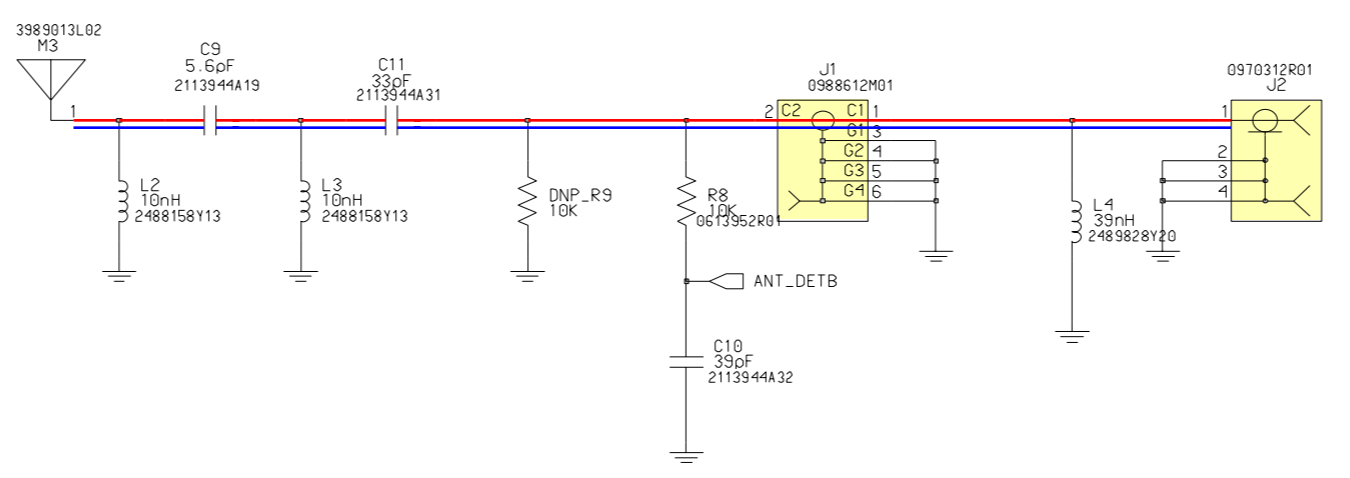 3989013L02
M3
1
C9
5.6pF
2113944A19
C11
33pF
2113944A31
L2
10nH
2488158Y13
L3
10nH
2488158Y13
DNP_R9
10K
R8
10K
0613952R01
ANT_DETB
C10
39pF
2113944A32
J1
0988612M01
2 C2 C1 1
G1 3
G2 4
G3 5
G4 6
L4
39nH
2489828Y20
0970312R01
J2
1
2
3
4